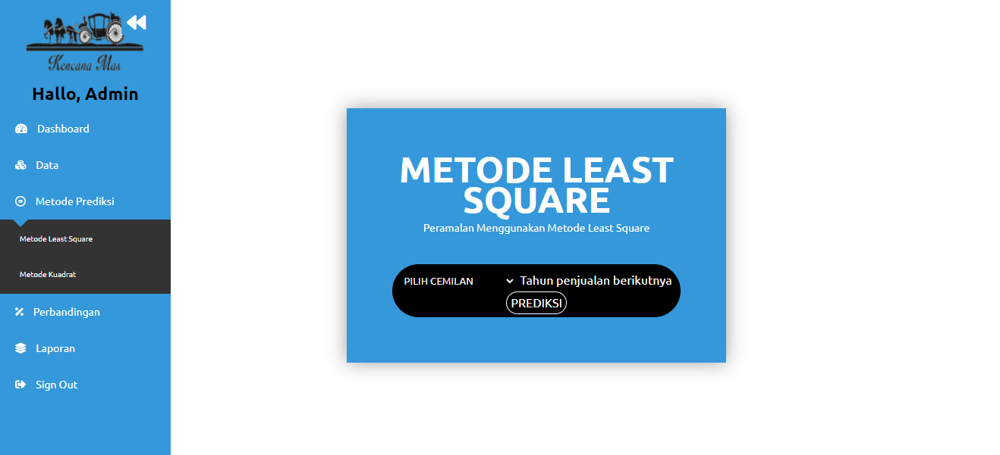 Kencana Mas
Hallo, Admin
Dashboard
Data
Metode Prediksi
Metode Least Square
Metode Kuadrat
Perbandingan
Laporan
Sign Out
METODE LEAST
SQUARE
Peramalan Menggunakan Metode Least Square
PILIH CEMILAN Tahun penjualan berikutnya
PREDIKSI